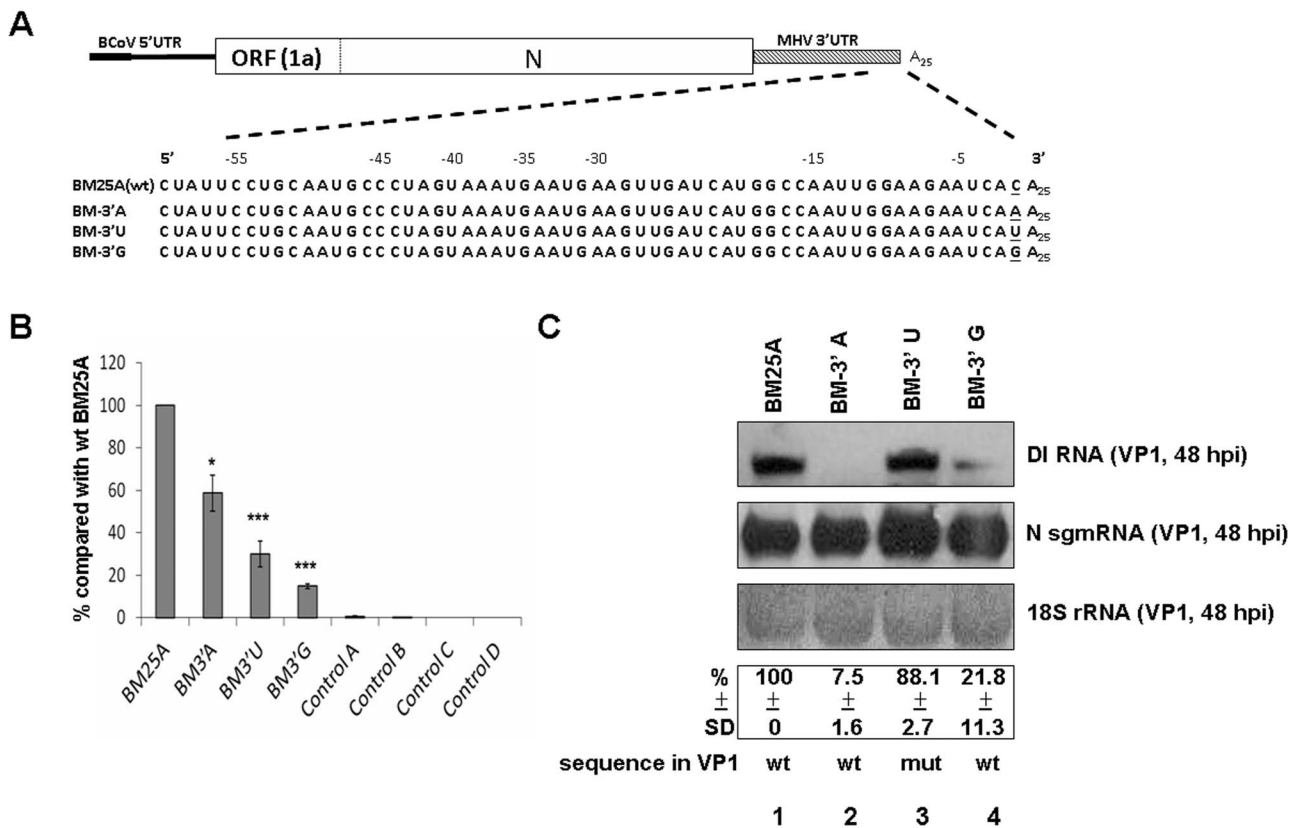 A
BCoV 5'UTR
ORF (1a)
N
MHV 3'UTR
A25
5' -55 -45 -40 -35 -30 -15 -5 3'
BM25A(wt) C U A U U C C U G C A A U G C C C U A G U A A A U G A A U G A A G U U G A U C A U G G C C A A U U G G A A G A A U C A C A25
BM-3'A C U A U U C C U G C A A U G C C C U A G U A A A U G A A U G A A G U U G A U C A U G G C C A A U U G G A A G A A U C A A A25
BM-3'U C U A U U C C U G C A A U G C C C U A G U A A A U G A A U G A A G U U G A U C A U G G C C A A U U G G A A G A A U C A U A25
BM-3'G C U A U U C C U G C A A U G C C C U A G U A A A U G A A U G A A G U U G A U C A U G G C C A A U U G G A A G A A U C A G A25
B
% compared with wt BM25A
120
100
80
60
40
20
0
*
***
***
BM25A
BM3'A
BM3'U
BM3'G
Control A
Control B
Control C
Control D
C
BM25A
BM-3' A
BM-3' U
BM-3' G
DI RNA (VP1, 48 hpi)
N sgmRNA (VP1, 48 hpi)
18S rRNA (VP1, 48 hpi)
% 100 7.5 88.1 21.8
± ± ± ± ±
SD 0 1.6 2.7 11.3
sequence in VP1 wt wt mut wt
1 2 3 4